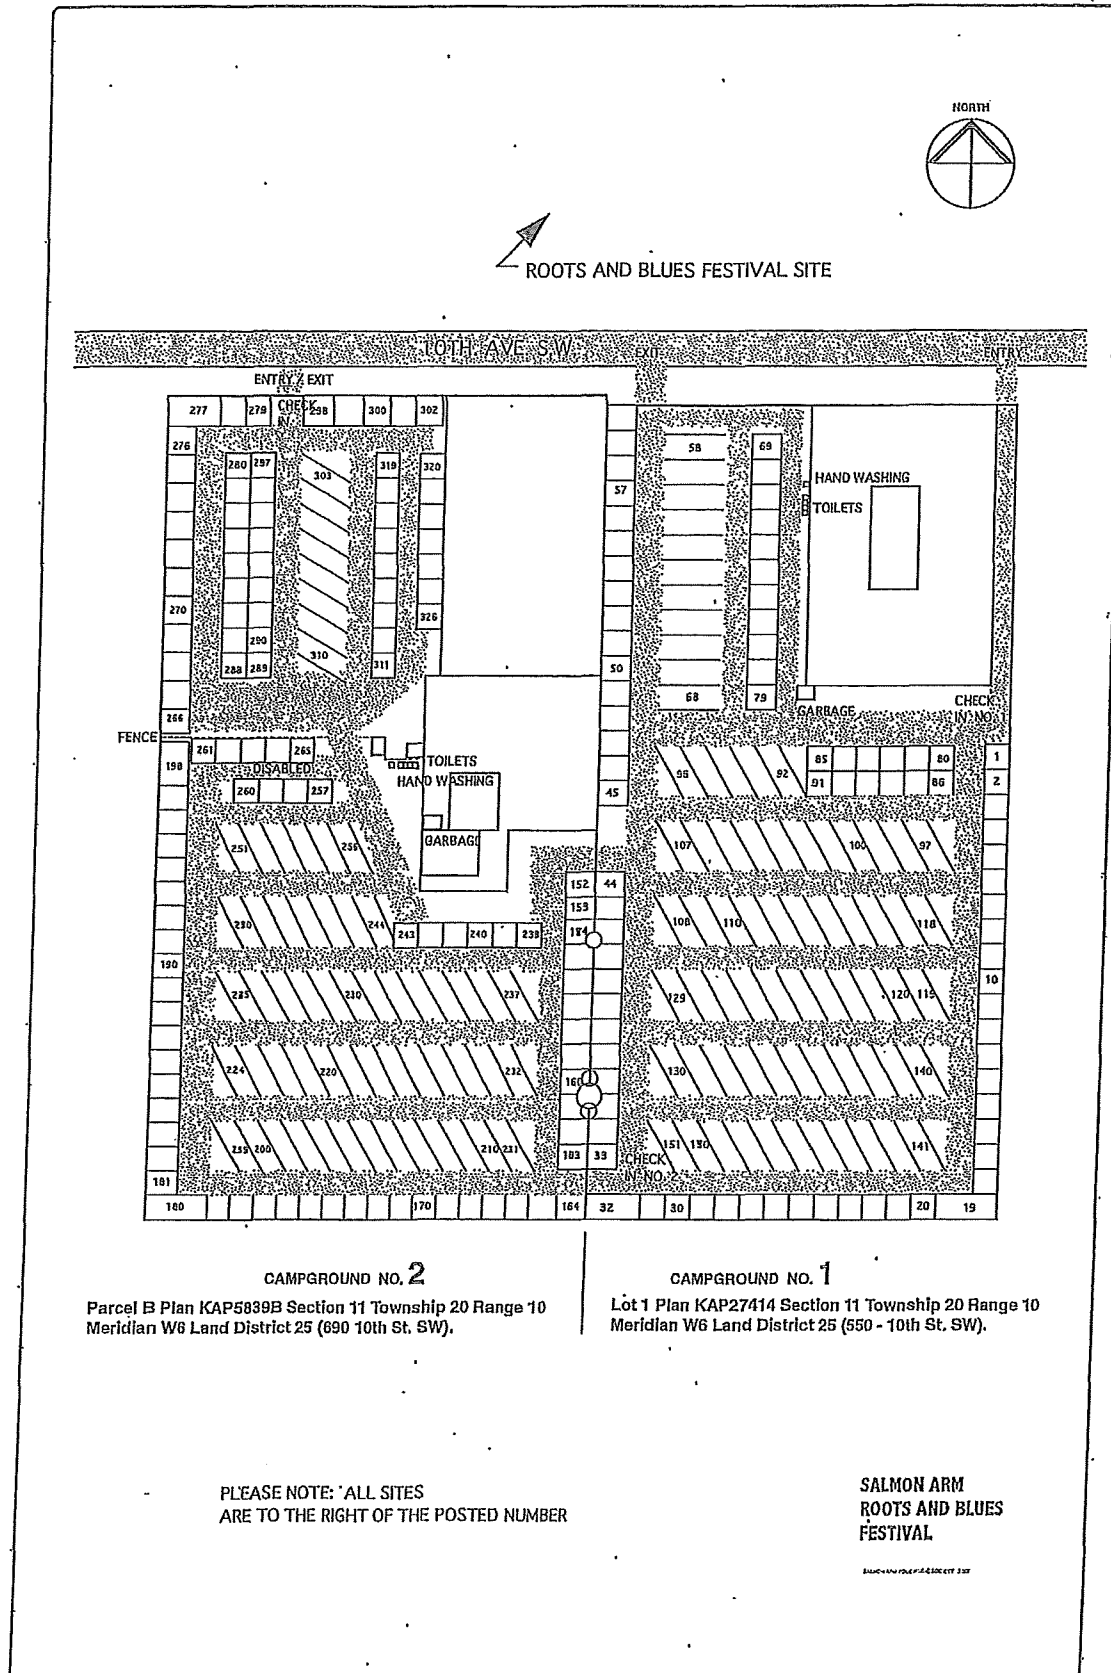 NORTH
ROOTS AND BLUES FESTIVAL SITE
10TH AVE S.W.
EXIT
ENTRY
ENTRY / EXIT
277
279
CHECK
IN
298
300
302
276
58
69
280
297
303
319
320
57
HAND WASHING
TOILETS
270
326
290
310
288
289
311
50
68
79
GARBAGE
CHECK
IN NO. 1
266
FENCE
261
265
198
DISABLED
TOILETS
HAND WASHING
260
257
96
92
85
80
91
86
1
2
45
251
256
GARBAGE
107
100
97
152
44
153
250
244
243
240
108
110
118
190
10
230
237
129
120
119
224
220
232
160
130
140
200
210
231
33
CHECK
IN NO.
151
141
181
180
170
164
32
30
20
19
CAMPGROUND NO. 2
Parcel B Plan KAP5839B Section 11 Township 20 Range 10
Meridian W6 Land District 25 (690 10th St. SW).
CAMPGROUND NO. 1
Lot 1 Plan KAP27414 Section 11 Township 20 Range 10
Meridian W6 Land District 25 (550 - 10th St. SW).
PLEASE NOTE: ALL SITES
ARE TO THE RIGHT OF THE POSTED NUMBER
SALMON ARM
ROOTS AND BLUES
FESTIVAL